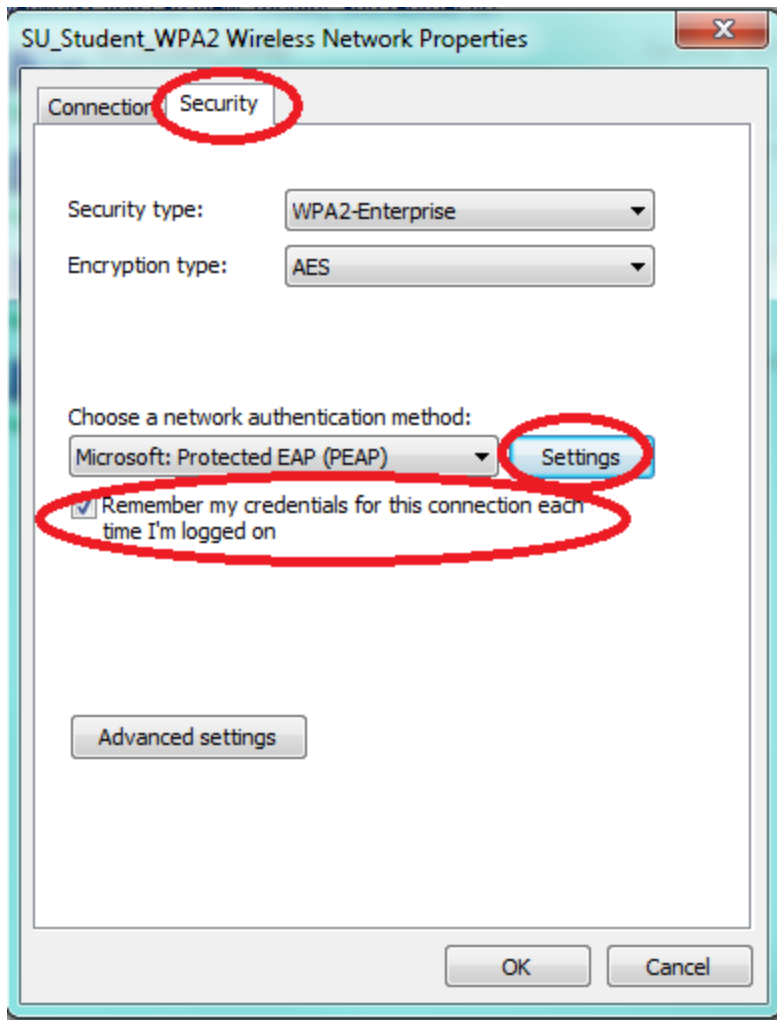 SU_Student_WPA2 Wireless Network Properties
Connection
Security
Security type:
WPA2-Enterprise
Encryption type:
AES
Choose a network authentication method:
Microsoft: Protected EAP (PEAP)
Settings
Remember my credentials for this connection each
time I'm logged on
Advanced settings
OK
Cancel